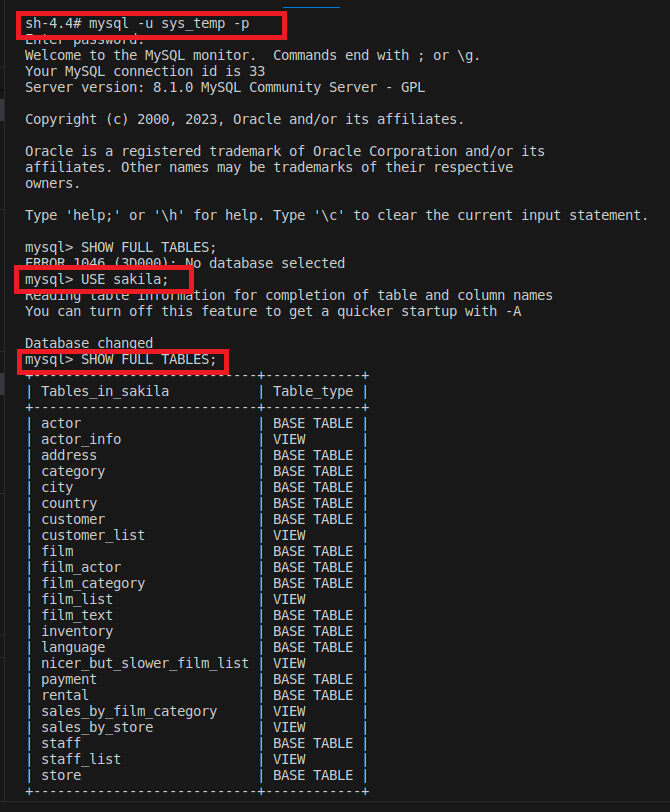 sh-4.4# mysql -u sys_temp -p
Enter password:
Welcome to the MySQL monitor.  Commands end with ; or \g.
Your MySQL connection id is 33
Server version: 8.1.0 MySQL Community Server - GPL

Copyright (c) 2000, 2023, Oracle and/or its affiliates.

Oracle is a registered trademark of Oracle Corporation and/or its
affiliates. Other names may be trademarks of their respective
owners.

Type 'help;' or '\h' for help. Type '\c' to clear the current input statement.

mysql> SHOW FULL TABLES;
ERROR 1046 (3D000): No database selected
mysql> USE sakila;
Reading table information for completion of table and column names
You can turn off this feature to get a quicker startup with -A

Database changed
mysql> SHOW FULL TABLES;
+----------------------------+------------+
| Tables_in_sakila           | Table_type |
+----------------------------+------------+
| actor                      | BASE TABLE |
| actor_info                 | VIEW       |
| address                    | BASE TABLE |
| category                   | BASE TABLE |
| city                       | BASE TABLE |
| country                    | BASE TABLE |
| customer                   | BASE TABLE |
| customer_list              | VIEW       |
| film                       | BASE TABLE |
| film_actor                 | BASE TABLE |
| film_category              | BASE TABLE |
| film_list                  | VIEW       |
| film_text                  | BASE TABLE |
| inventory                  | BASE TABLE |
| language                   | BASE TABLE |
| nicer_but_slower_film_list | VIEW       |
| payment                    | BASE TABLE |
| rental                     | BASE TABLE |
| sales_by_film_category     | VIEW       |
| sales_by_store             | VIEW       |
| staff                      | BASE TABLE |
| staff_list                 | VIEW       |
| store                      | BASE TABLE |
+----------------------------+------------+